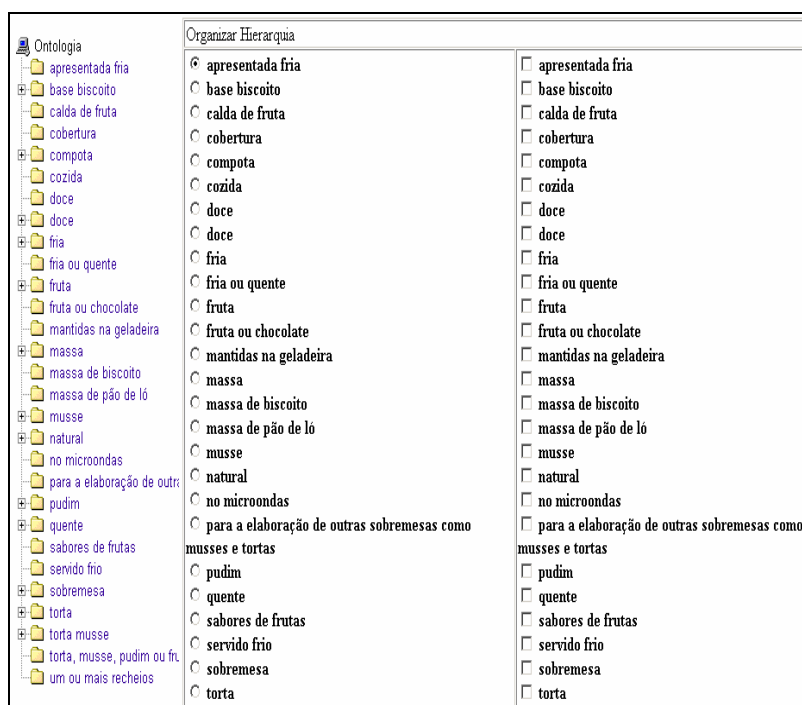 Ontologia
apresentada fria
base biscoito
calda de fruta
cobertura
compota
cozida
doce
doce
fria
fria ou quente
fruta
fruta ou chocolate
mantidas na geladeira
massa
massa de biscoito
massa de pão de ló
musse
natural
no microondas
para a elaboração de outra
pudim
quente
sabores de frutas
servido frio
sobremesa
torta
torta musse
torta, musse, pudim ou fru
um ou mais recheios
Organizar Hierarquia
apresentada fria
base biscoito
calda de fruta
cobertura
compota
cozida
doce
doce
fria
fria ou quente
fruta
fruta ou chocolate
mantidas na geladeira
massa
massa de biscoito
massa de pão de ló
musse
natural
no microondas
para a elaboração de outras sobremesas como
musses e tortas
pudim
quente
sabores de frutas
servido frio
sobremesa
torta
apresentada fria
base biscoito
calda de fruta
cobertura
compota
cozida
doce
doce
fria
fria ou quente
fruta
fruta ou chocolate
mantidas na geladeira
massa
massa de biscoito
massa de pão de ló
musse
natural
no microondas
para a elaboração de outras sobremesas como
musses e tortas
pudim
quente
sabores de frutas
servido frio
sobremesa
torta